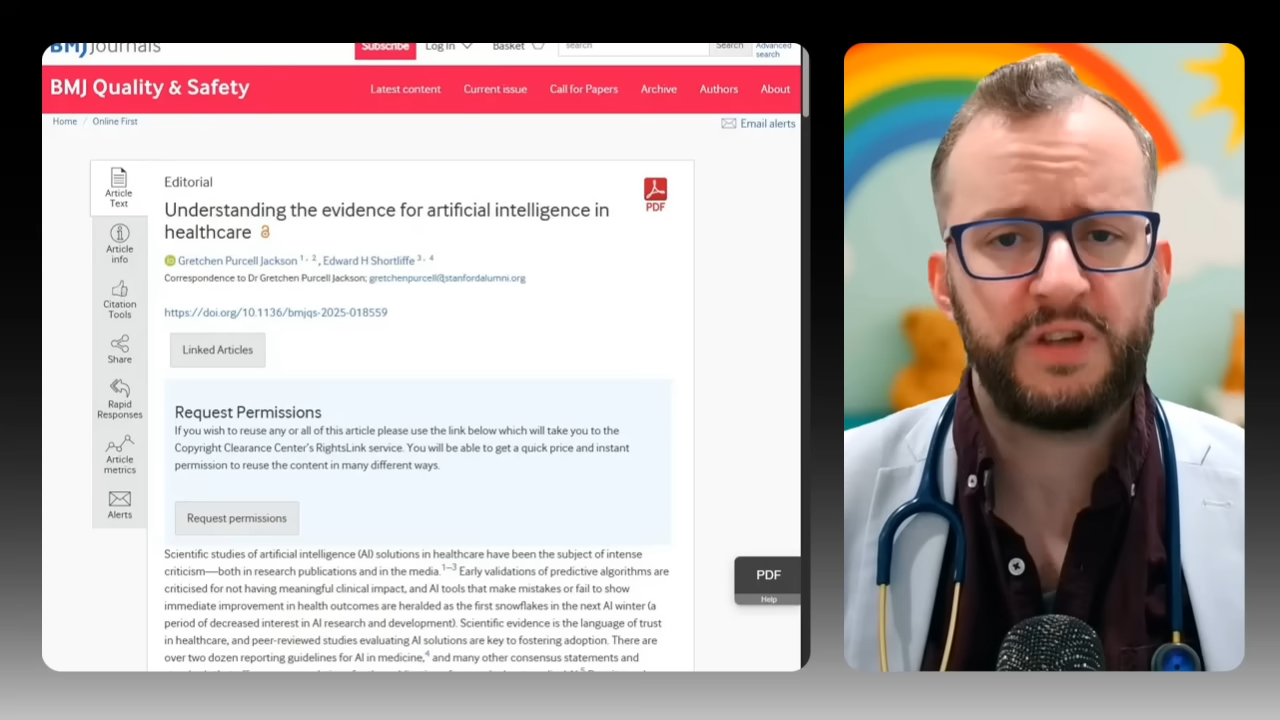 BMJ Journals
Subscribe
Log In
Basket
search
Search
Advanced
search
BMJ Quality & Safety
Latest content
Current issue
Call for Papers
Archive
Authors
About
Home / Online First
Email alerts
Article
Text
Article
info
Citation
Tools
Share
Rapid
Responses
Article
metrics
Alerts
Editorial
PDF
Understanding the evidence for artificial intelligence in
healthcare
Gretchen Purcell Jackson 1, 2, Edward H Shortliffe 3, 4
Correspondence to Dr Gretchen Purcell Jackson; gretchenpurcell@stanfordalumni.org
https://doi.org/10.1136/bmjqs-2025-018559
Linked Articles
Request Permissions
If you wish to reuse any or all of this article please use the link below which will take you to the
Copyright Clearance Center's RightsLink service. You will be able to get a quick price and instant
permission to reuse the content in many different ways.
Request permissions
Scientific studies of artificial intelligence (AI) solutions in healthcare have been the subject of intense
criticism—both in research publications and in the media.1–3 Early validations of predictive algorithms are
criticised for not having meaningful clinical impact, and AI tools that make mistakes or fail to show
immediate improvement in health outcomes are heralded as the first snowflakes in the next AI winter (a
period of decreased interest in AI research and development). Scientific evidence is the language of trust
in healthcare, and peer-reviewed studies evaluating AI solutions are key to fostering adoption. There are
over two dozen reporting guidelines for AI in medicine,4 and many other consensus statements and
PDF
Help